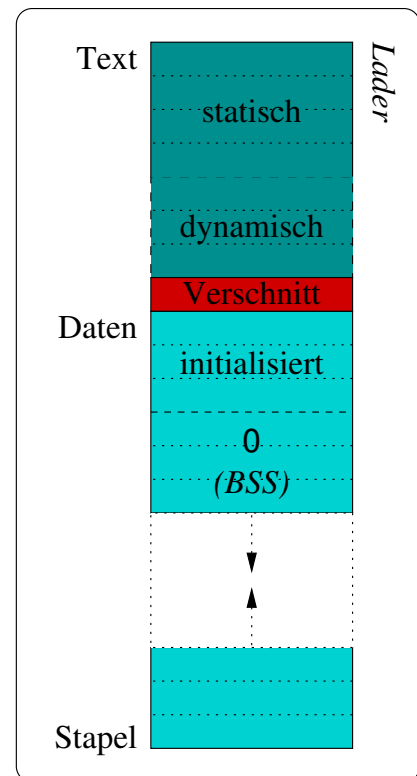 Text
Lader
statisch
dynamisch
Verschnitt
Daten
initialisiert
0
(BSS)
Stapel